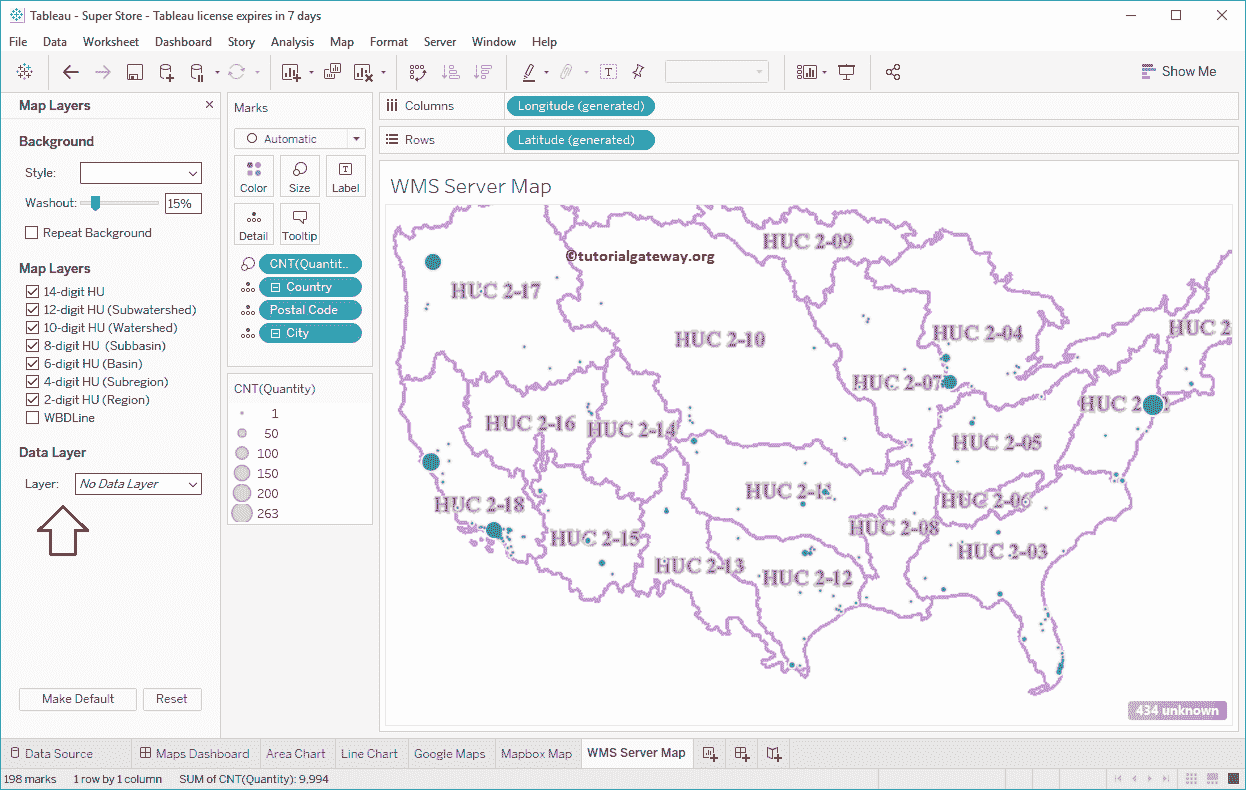 Tableau - Super Store - Tableau license expires in 7 days
File Data Worksheet Dashboard Story Analysis Map Format Server Window Help
Show Me
Map Layers
Background
Style:
Washout: 15%
Repeat Background
Map Layers
14-digit HU
12-digit HU (Subwatershed)
10-digit HU (Watershed)
8-digit HU (Subbasin)
6-digit HU (Basin)
4-digit HU (Subregion)
2-digit HU (Region)
WBDLine
Data Layer
Layer: No Data Layer
Make Default Reset
Marks
Automatic
Color Size Label
Detail Tooltip
CNT(Quantit..
Country
Postal Code
City
CNT(Quantity)
1
50
100
150
200
263
Columns Longitude (generated)
Rows Latitude (generated)
WMS Server Map
HUC 2-09
©tutorialgateway.org
HUC 2-17
HUC 2-10
HUC 2-04
HUC 2
HUC 2-07
HUC 2
HUC 2-16
HUC 2-14
HUC 2-05
HUC 2-11
HUC 2-18
HUC 2-06
HUC 2-08
HUC 2-15
HUC 2-03
HUC 2-13
HUC 2-12
434 unknown
Data Source Maps Dashboard Area Chart Line Chart Google Maps Mapbox Map WMS Server Map
198 marks 1 row by 1 column SUM of CNT(Quantity): 9,994